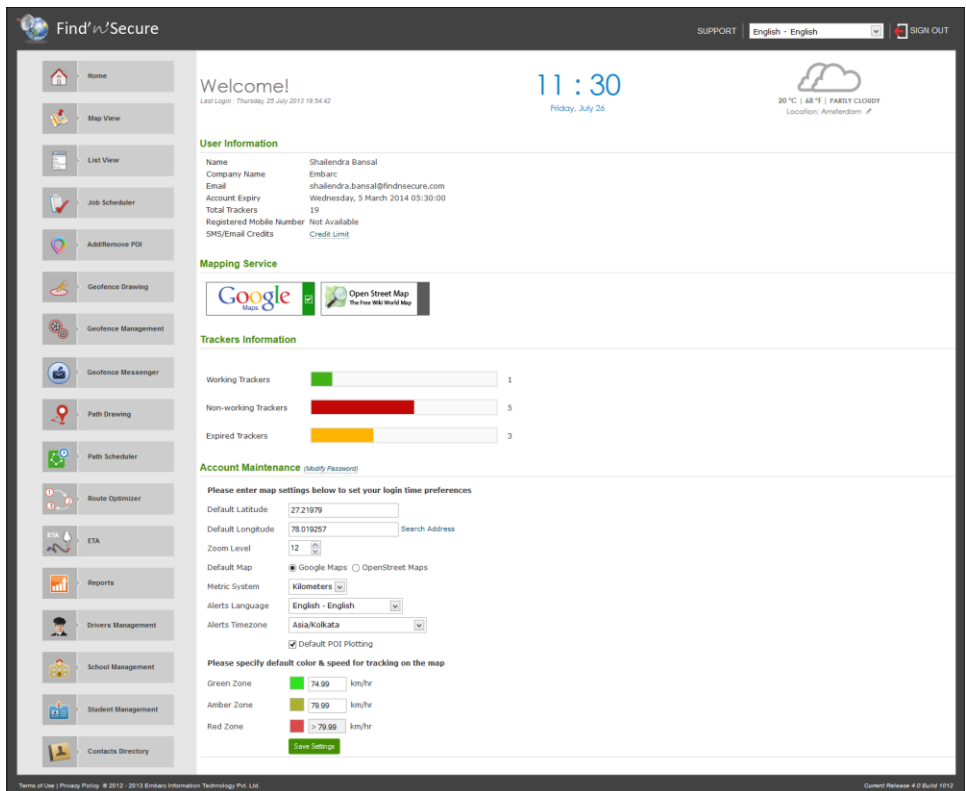 Find'n'Secure
SUPPORT English - English SIGN OUT
Home
Map View
List View
Job Scheduler
Add/Remove POI
Geofence Drawing
Geofence Management
Geofence Messenger
Path Drawing
Path Scheduler
Route Optimizer
ETA ETA
Reports
Drivers Management
School Management
Student Management
Contacts Directory
Welcome!
Last Login : Thursday, 25 July 2013 19:54:42
11 : 30
Friday, July 26
20 °C | 68 °F | PARTLY CLOUDY
Location: Amsterdam
User Information
Name Shailendra Bansal
Company Name Embarc
Email shailendra.bansal@findnsecure.com
Account Expiry Wednesday, 5 March 2014 05:30:00
Total Trackers 19
Registered Mobile Number Not Available
SMS/Email Credits Credit Limit
Mapping Service
Google Maps
Open Street Map
The Free Wiki World Map
Trackers Information
Working Trackers 1
Non-working Trackers 5
Expired Trackers 3
Account Maintenance (Modify Password)
Please enter map settings below to set your login time preferences
Default Latitude 27.21979
Default Longitude 78.019257 Search Address
Zoom Level 12
Default Map Google Maps OpenStreet Maps
Metric System Kilometers
Alerts Language English - English
Alerts Timezone Asia/Kolkata
Default POI Plotting
Please specify default color & speed for tracking on the map
Green Zone 74.99 km/hr
Amber Zone 79.99 km/hr
Red Zone > 79.99 km/hr
Save Settings
Terms of Use | Privacy Policy © 2012 - 2013 Embarc Information Technology Pvt. Ltd.
Current Release 4.0 Build 1012